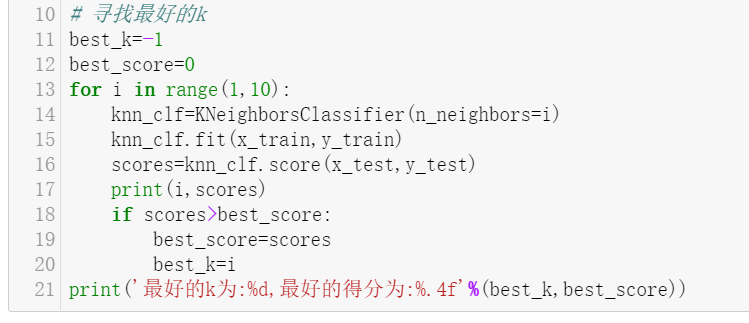 10 # 寻找最好的k
11 best_k=-1
12 best_score=0
13 for i in range(1,10):
14     knn_clf=KNeighborsClassifier(n_neighbors=i)
15     knn_clf.fit(x_train,y_train)
16     scores=knn_clf.score(x_test,y_test)
17     print(i,scores)
18     if scores>best_score:
19         best_score=scores
20         best_k=i
21 print('最好的k为:%d,最好的得分为:%.4f'%(best_k,best_score))